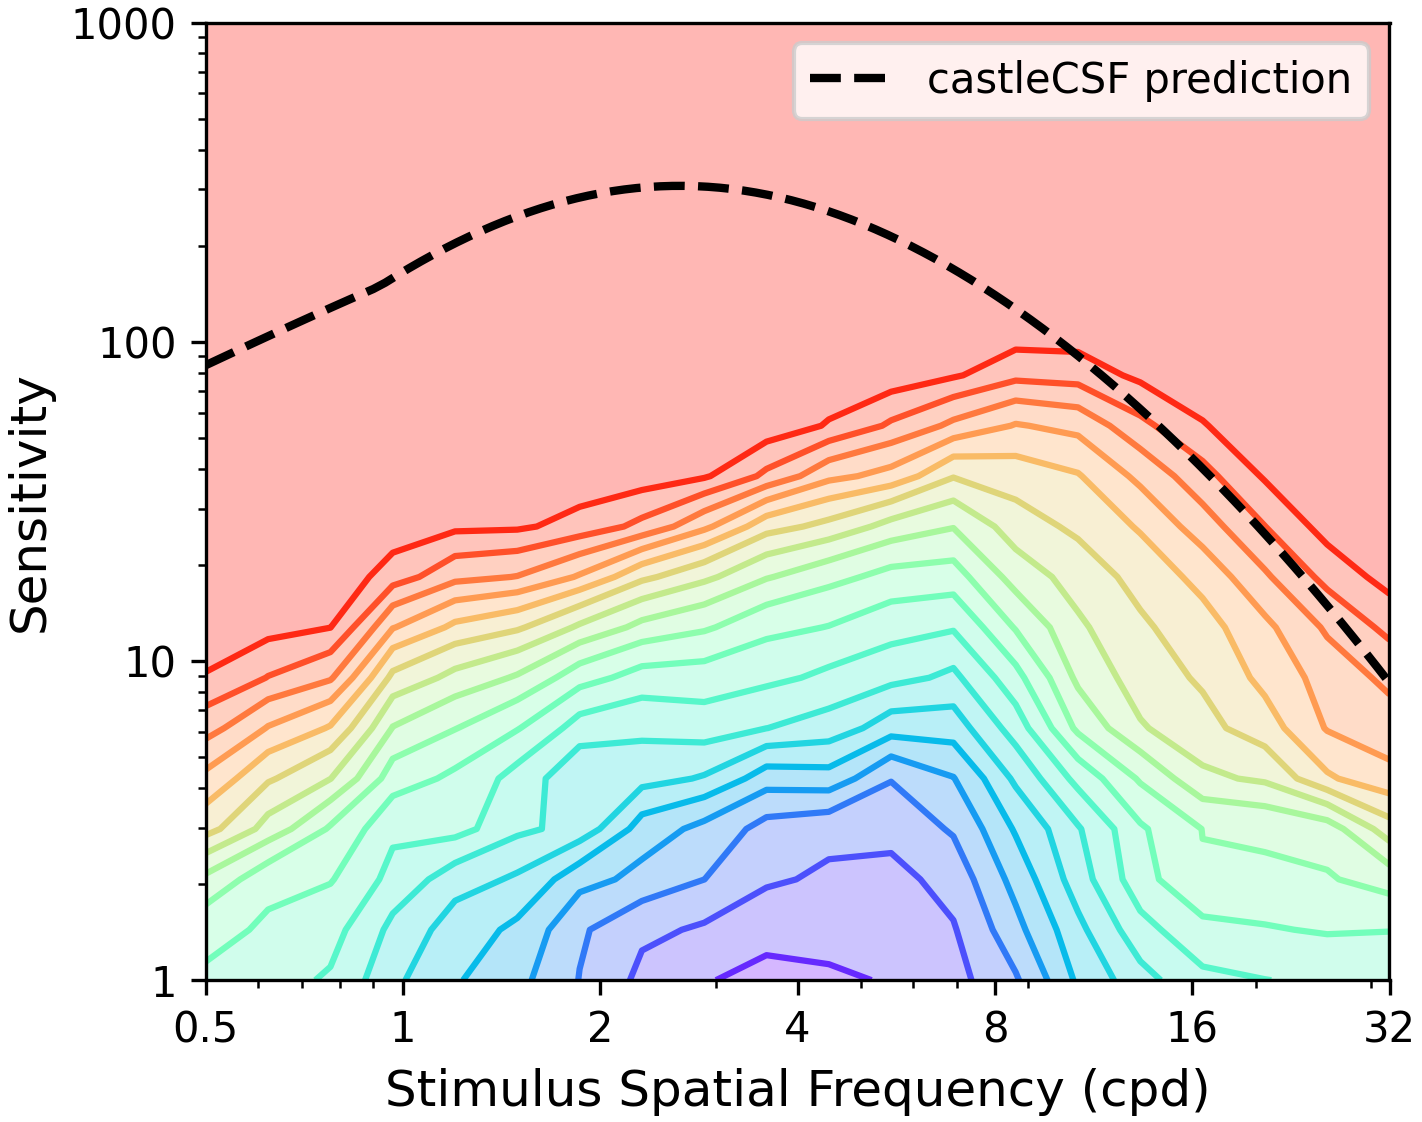 1000
castleCSF prediction
100
Sensitivity
10
1
0.5 1 2 4 8 16 32
Stimulus Spatial Frequency (cpd)